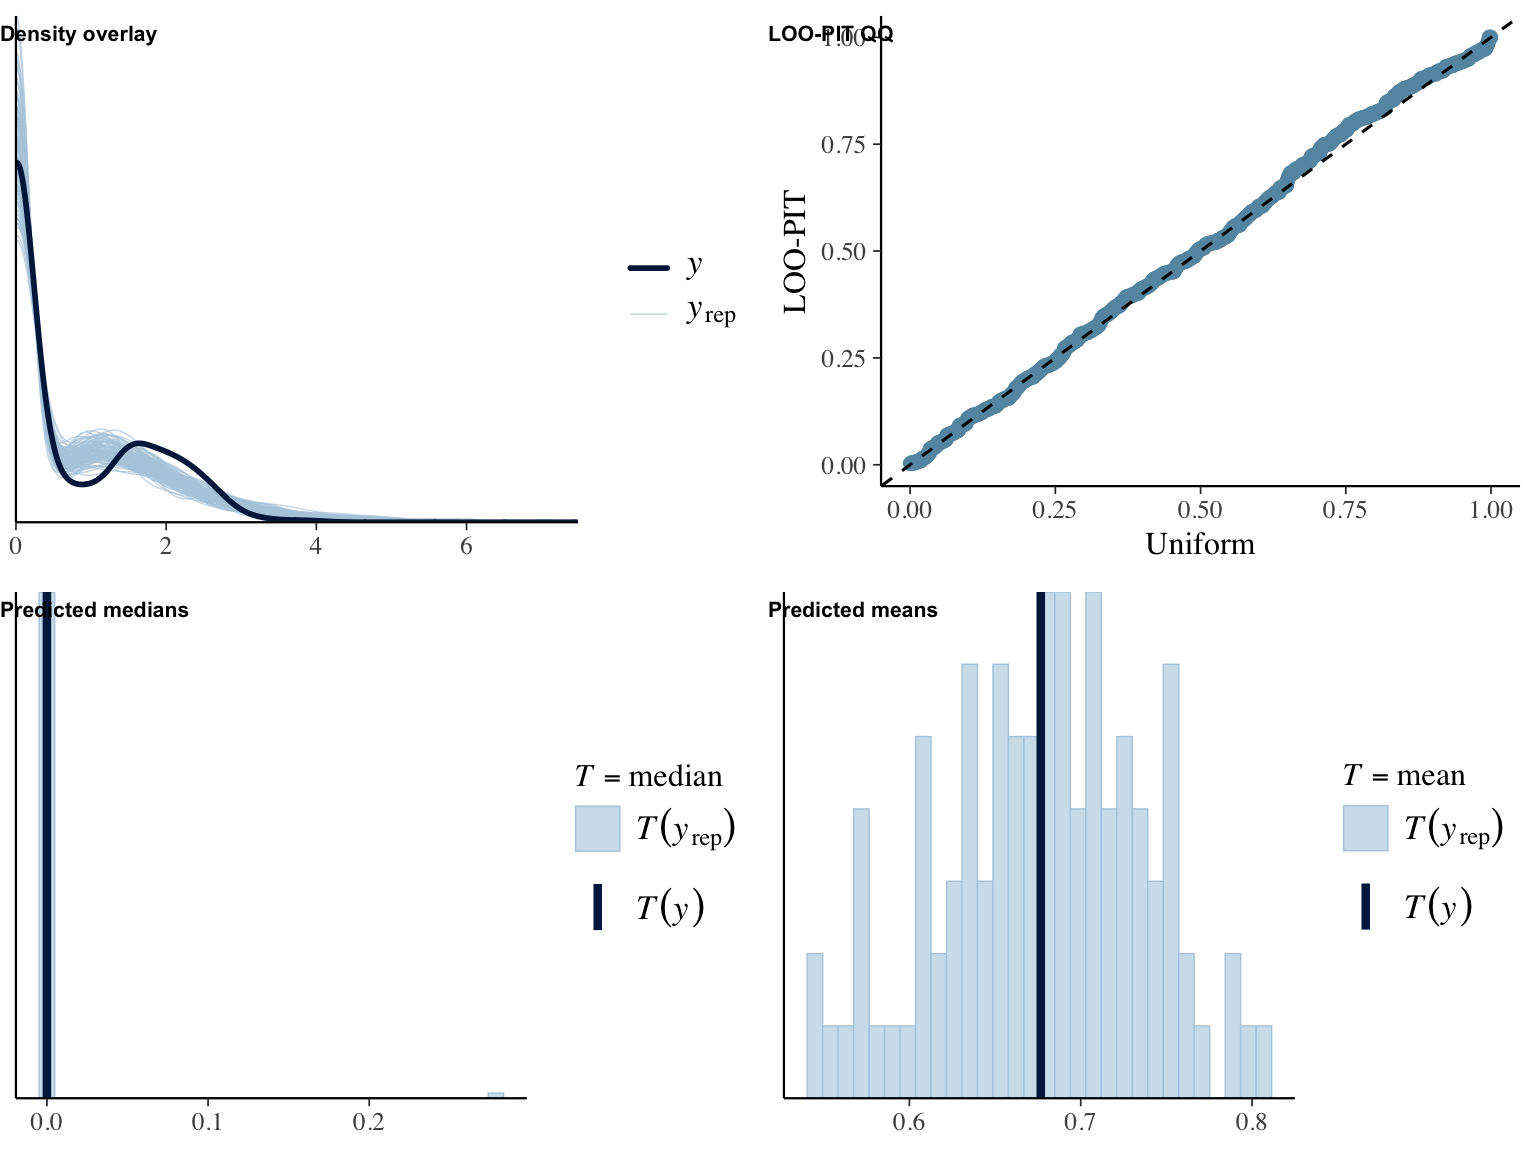 Density overlay
y
y rep
0 2 4 6
LOO-PIT QQ
1.00
0.75
0.50
0.25
0.00
LOO-PIT
0.00 0.25 0.50 0.75 1.00
Uniform
Predicted medians
T = median
T(y rep)
T(y)
0.0 0.1 0.2
Predicted means
T = mean
T(y rep)
T(y)
0.6 0.7 0.8